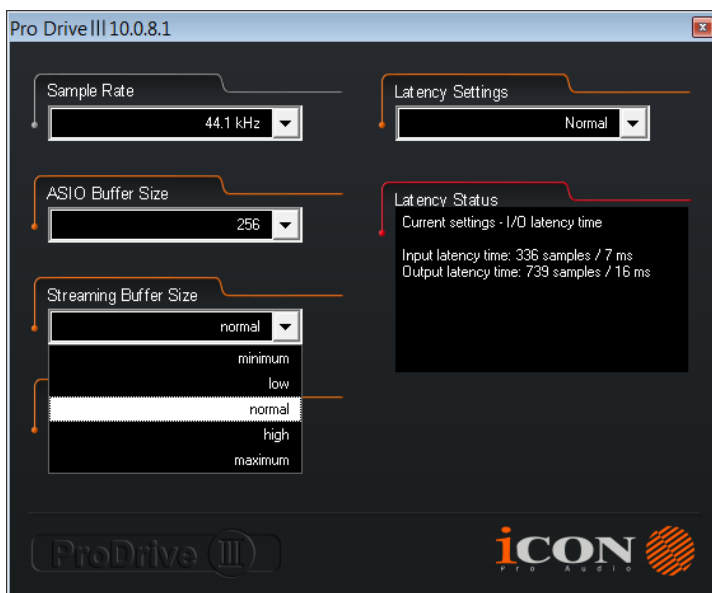 Pro Drive III 10.0.8.1
Sample Rate
44.1 kHz
ASIO Buffer Size
256
Streaming Buffer Size
normal
minimum
low
normal
high
maximum
Latency Settings
Normal
Latency Status
Current settings - I/O latency time
Input latency time: 336 samples / 7 ms
Output latency time: 739 samples / 16 ms
ProDrive III
iCON
Pro Audio